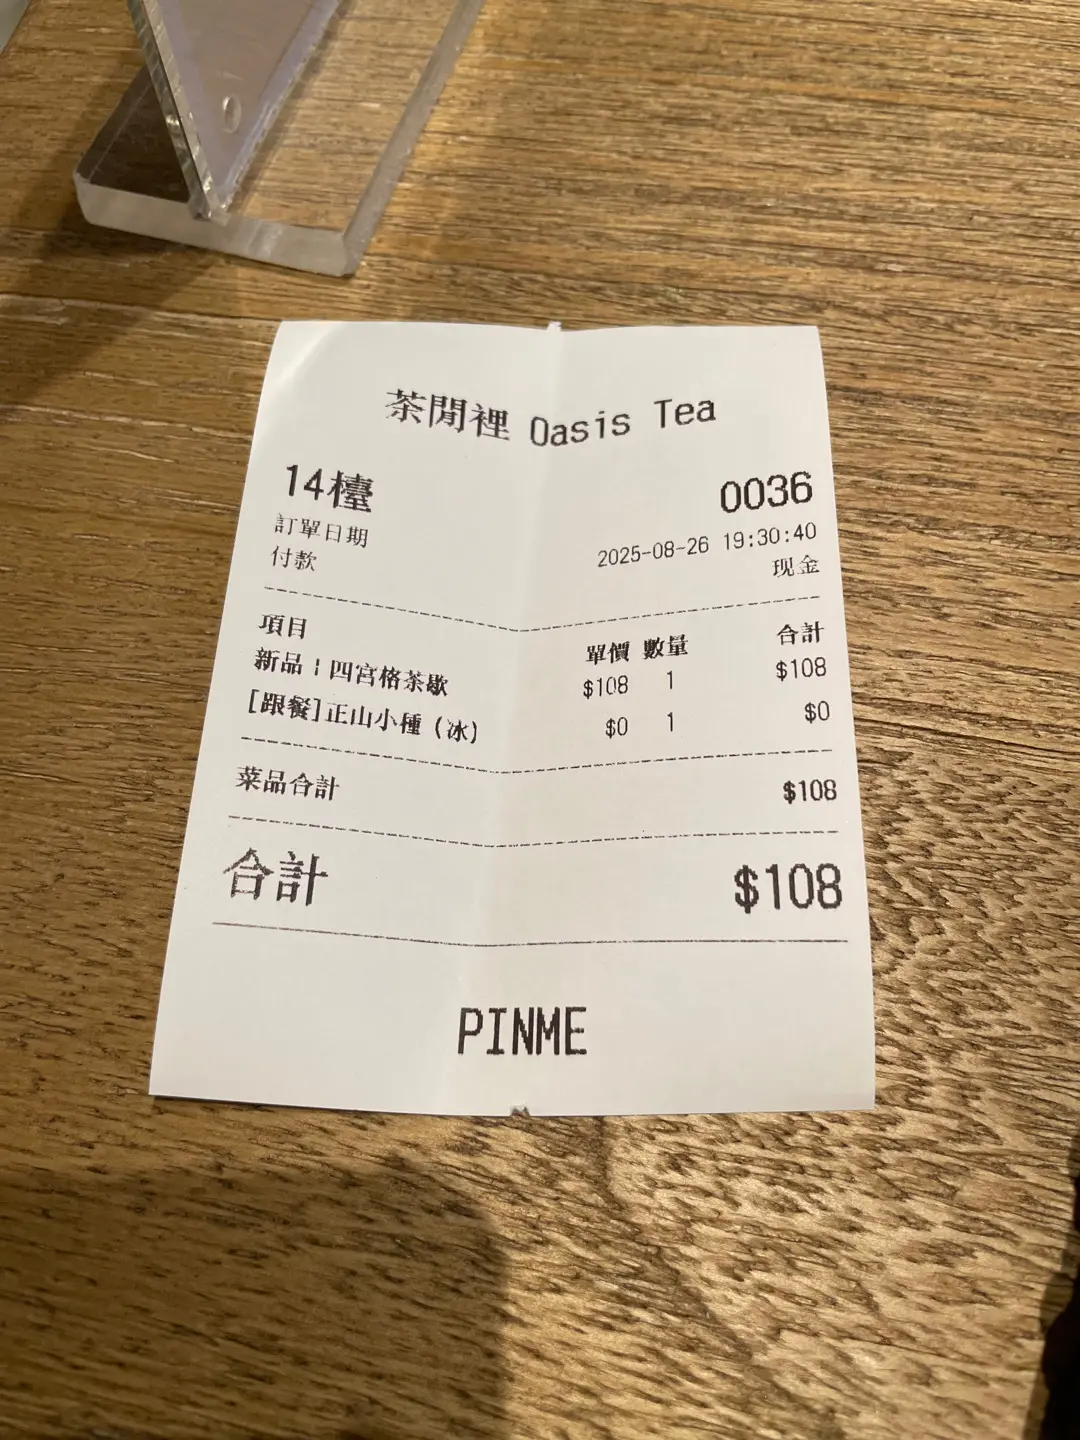 茶閒裡 Oasis Tea
14檯 0036
訂單日期 2025-08-26 19:30:40
付款 现金
項目 單價 數量 合計
新品 | 四宮格茶歇 $108 1 $108
[跟餐]正山小種 (冰) $0 1 $0
菜品合計 $108
合計 $108
PINME